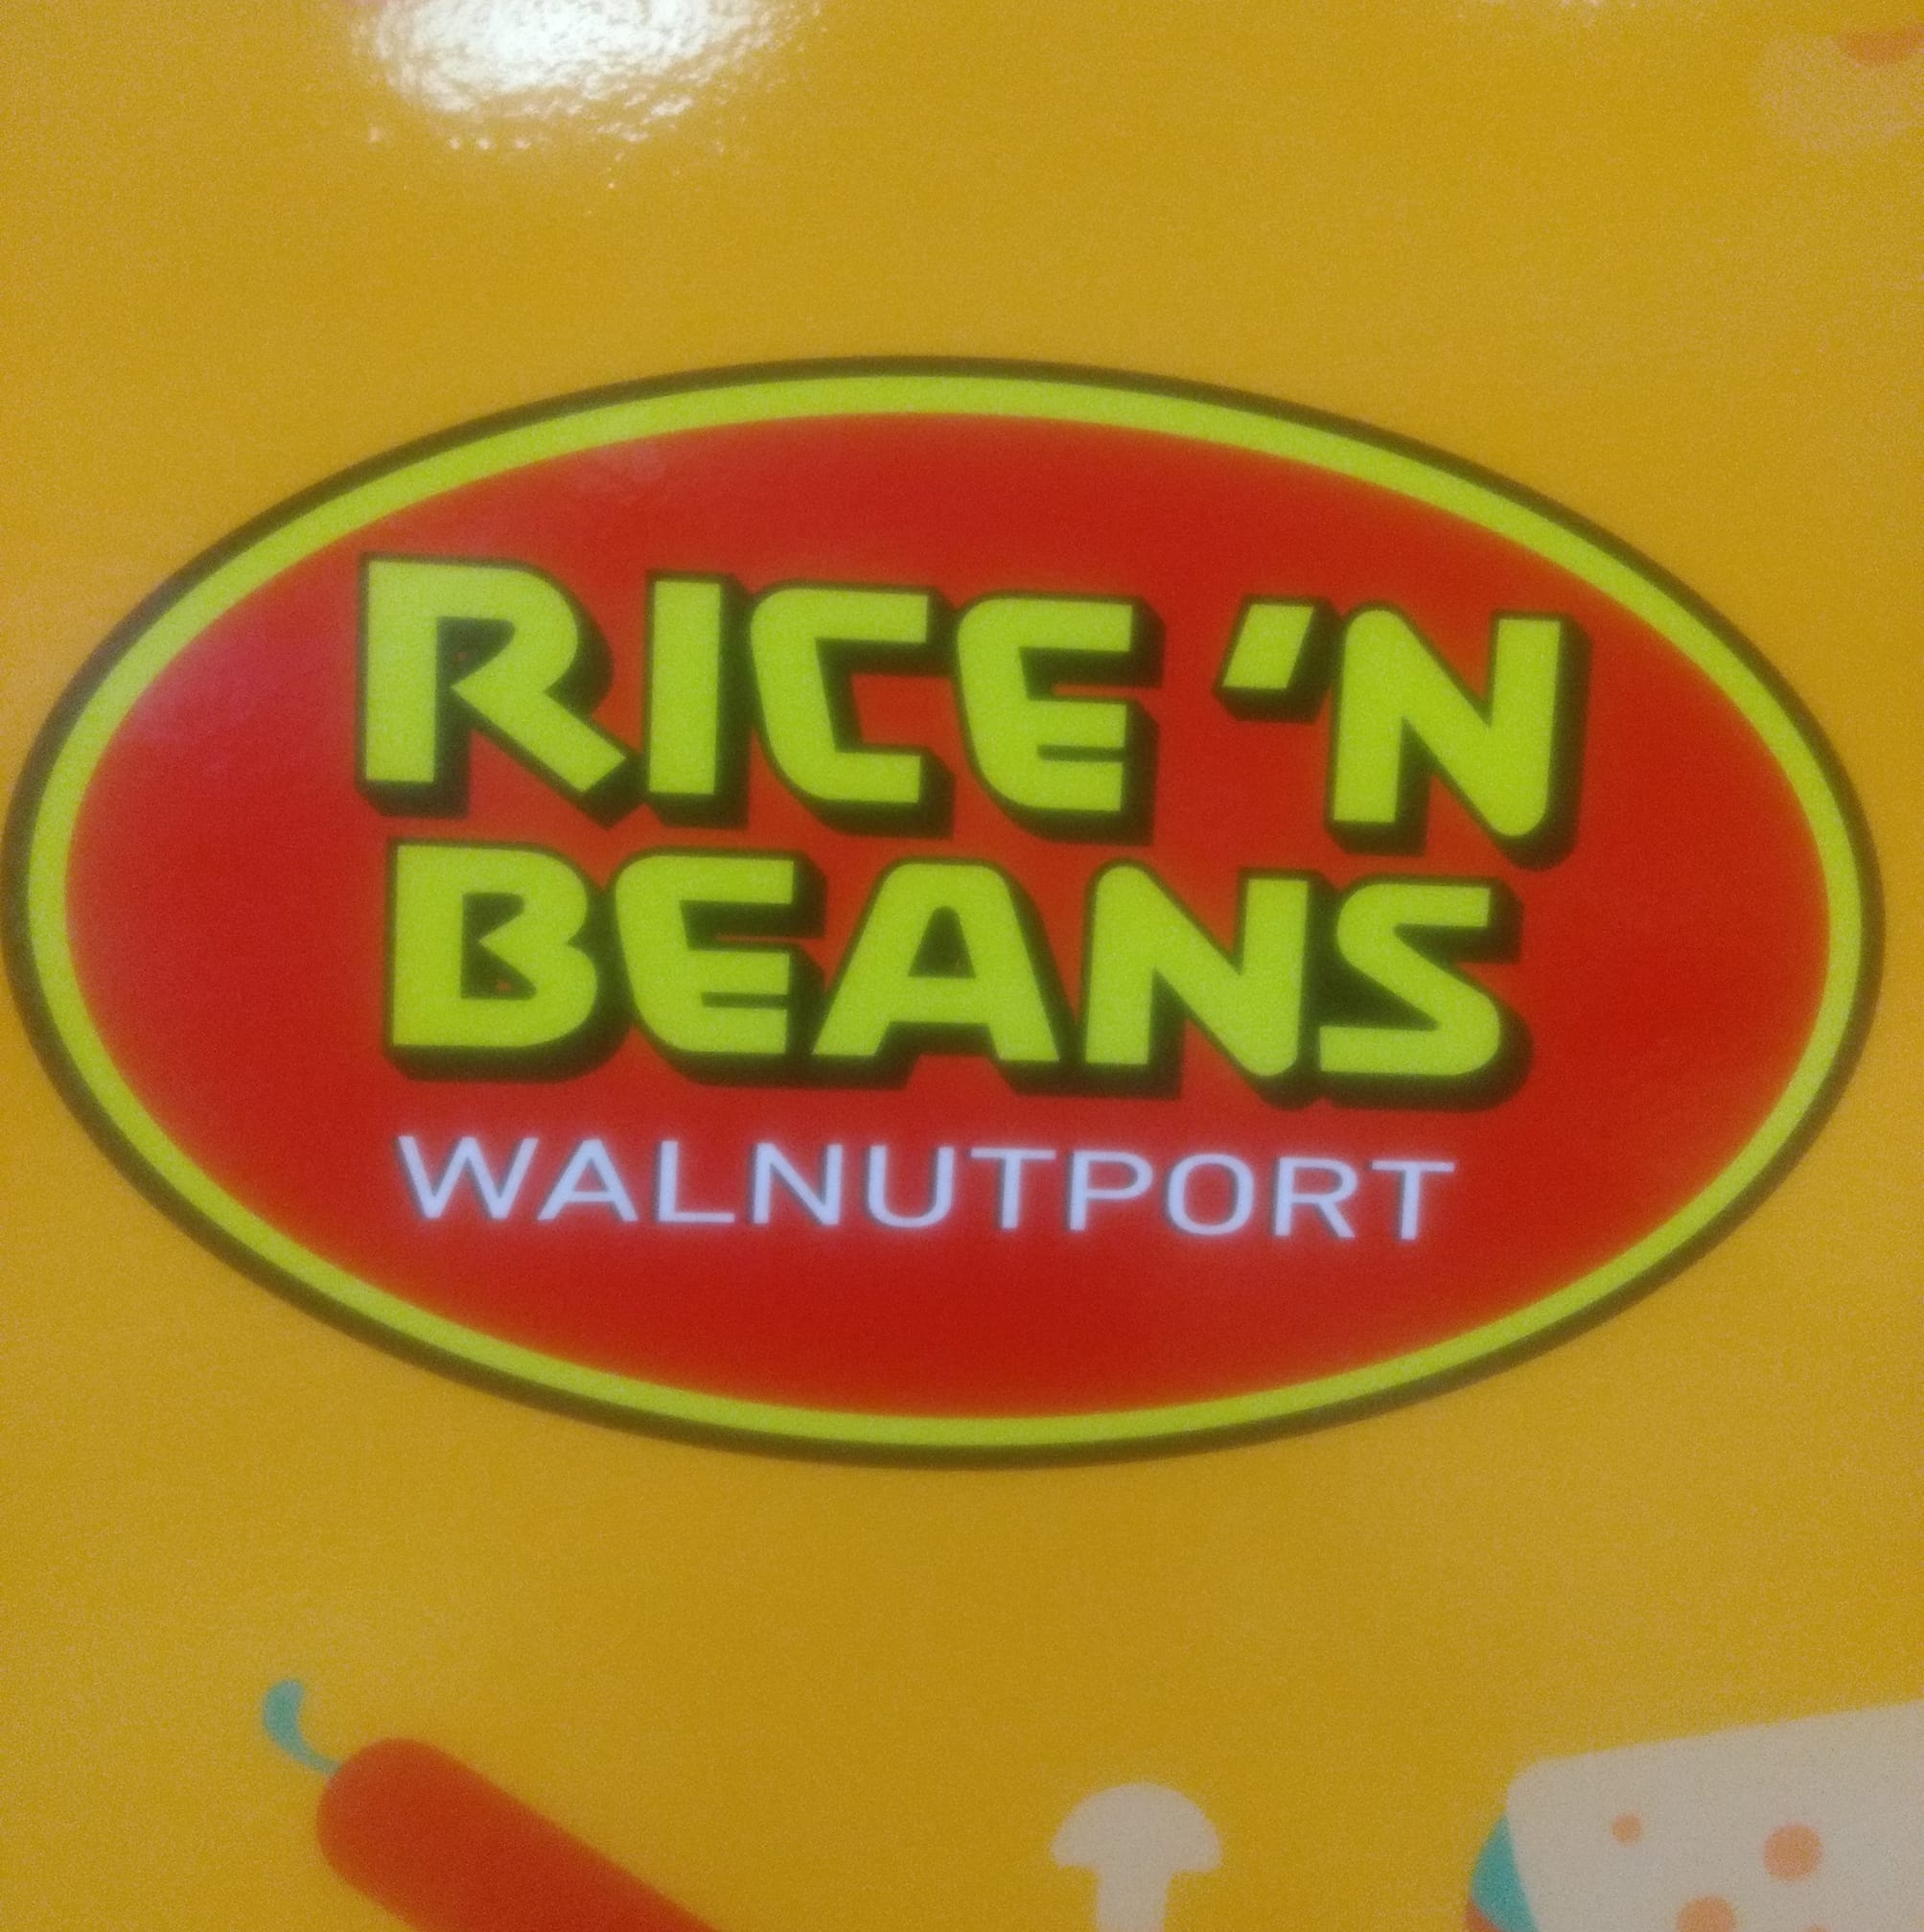 RICE 'N
BEANS
WALNUTPORT